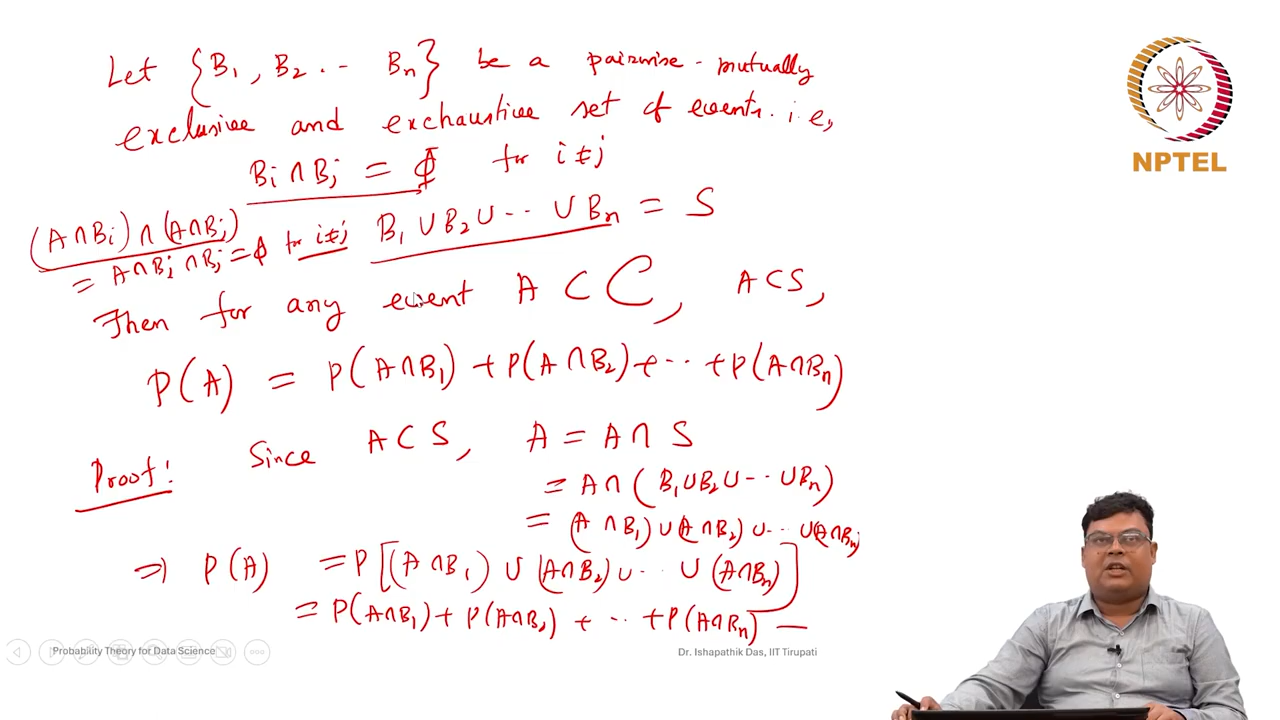 Let {B₁, B₂ ... Bₙ} be a pairwise - mutually
exclusive and exchaustive set of events. i.e,
Bᵢ ∩ Bⱼ = ϕ for i ≠ j
(A∩Bᵢ) ∩ (A∩Bⱼ)
= A∩Bᵢ ∩Bⱼ = ϕ for i≠j
B₁ ∪ B₂ ∪ ... ∪ Bₙ = S
Then for any event A ⊂ C, A ⊂ S,
P(A) = P(A∩B₁) + P(A∩B₂) + ... + P(A∩Bₙ)
Proof: Since A ⊂ S, A = A ∩ S
= A∩ (B₁∪B₂ ∪ ... ∪Bₙ)
= (A ∩ B₁) ∪ (A ∩ B₂) ∪ ... ∪(A∩Bₙ)
⇒ P(A) = P[(A ∩ B₁) ∪ (A∩B₂) ∪ ... ∪ (A∩Bₙ)]
= P(A∩B₁) + P(A∩B₂) + ... + P(A∩Bₙ) —
NPTEL
Probability Theory for Data Science
Dr. Ishapathik Das, IIT Tirupati